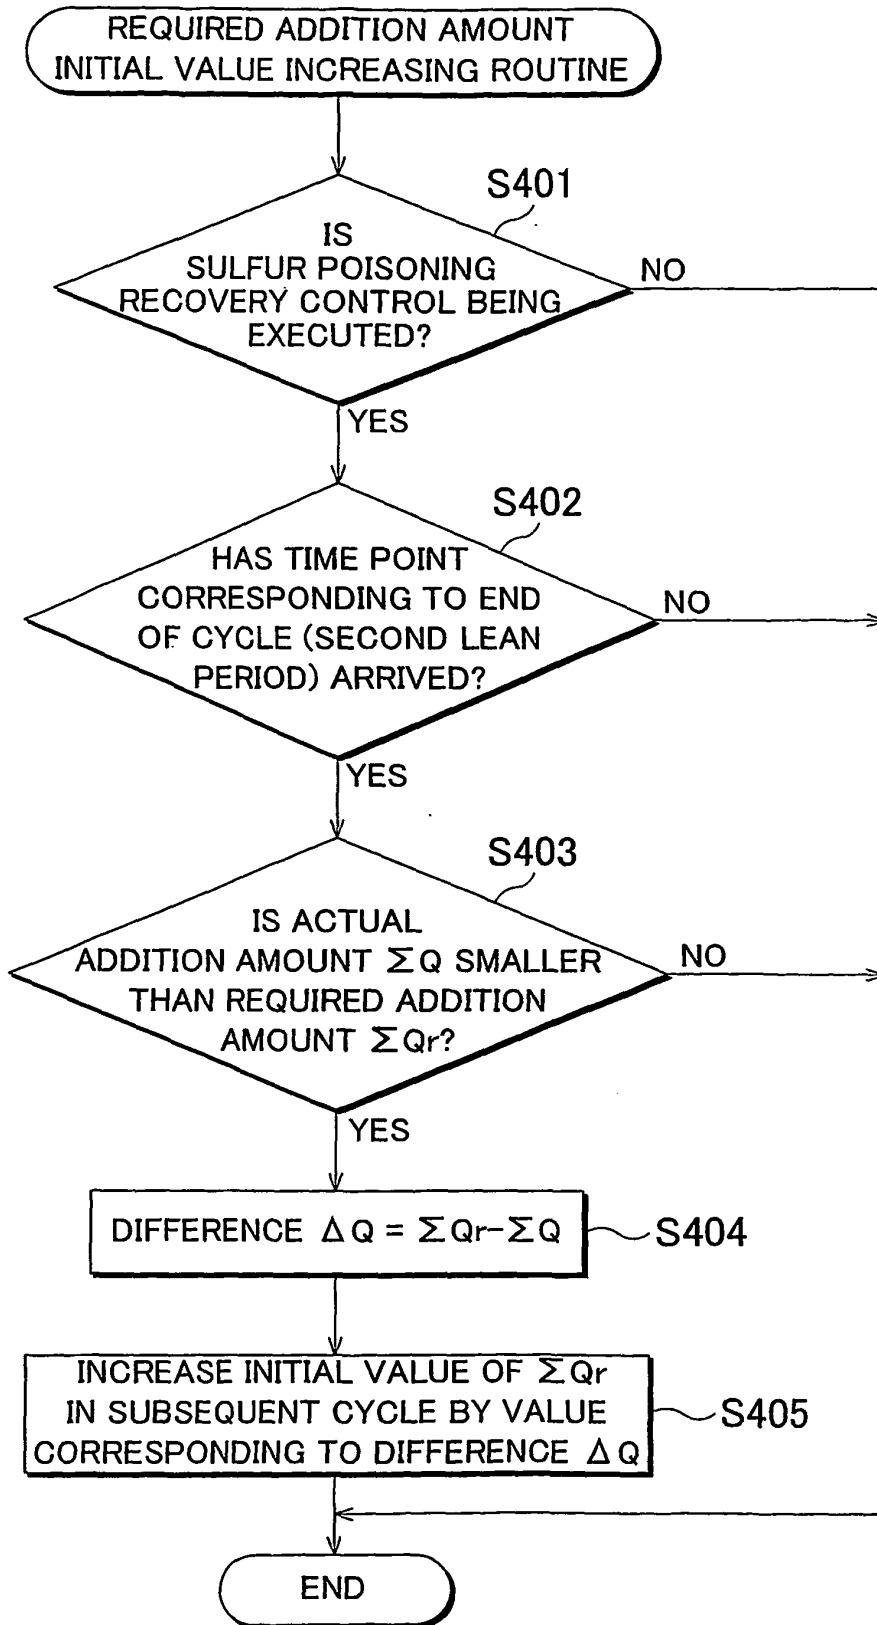 REQUIRED ADDITION AMOUNT
INITIAL VALUE INCREASING ROUTINE
S401
IS
SULFUR POISONING
RECOVERY CONTROL BEING
EXECUTED?
NO
YES
S402
HAS TIME POINT
CORRESPONDING TO END
OF CYCLE (SECOND LEAN
PERIOD) ARRIVED?
NO
YES
S403
IS ACTUAL
ADDITION AMOUNT ΣQ SMALLER
THAN REQUIRED ADDITION
AMOUNT ΣQr?
NO
YES
DIFFERENCE ΔQ = ΣQr-ΣQ
S404
INCREASE INITIAL VALUE OF ΣQr
IN SUBSEQUENT CYCLE BY VALUE
CORRESPONDING TO DIFFERENCE ΔQ
S405
END